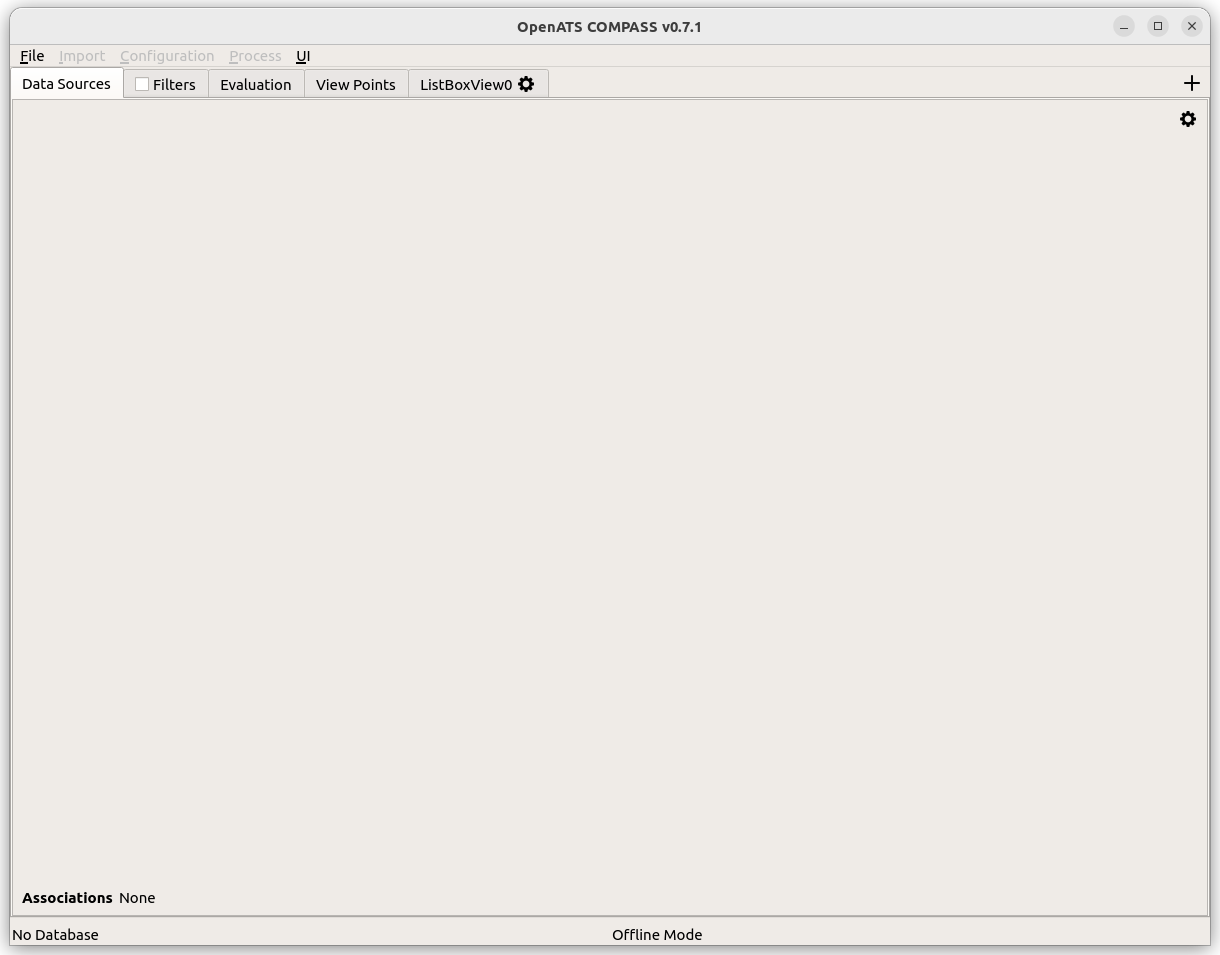 OpenATS COMPASS v0.7.1
File Import Configuration Process UI
Data Sources Filters Evaluation View Points ListBoxView0
Associations None
No Database Offline Mode